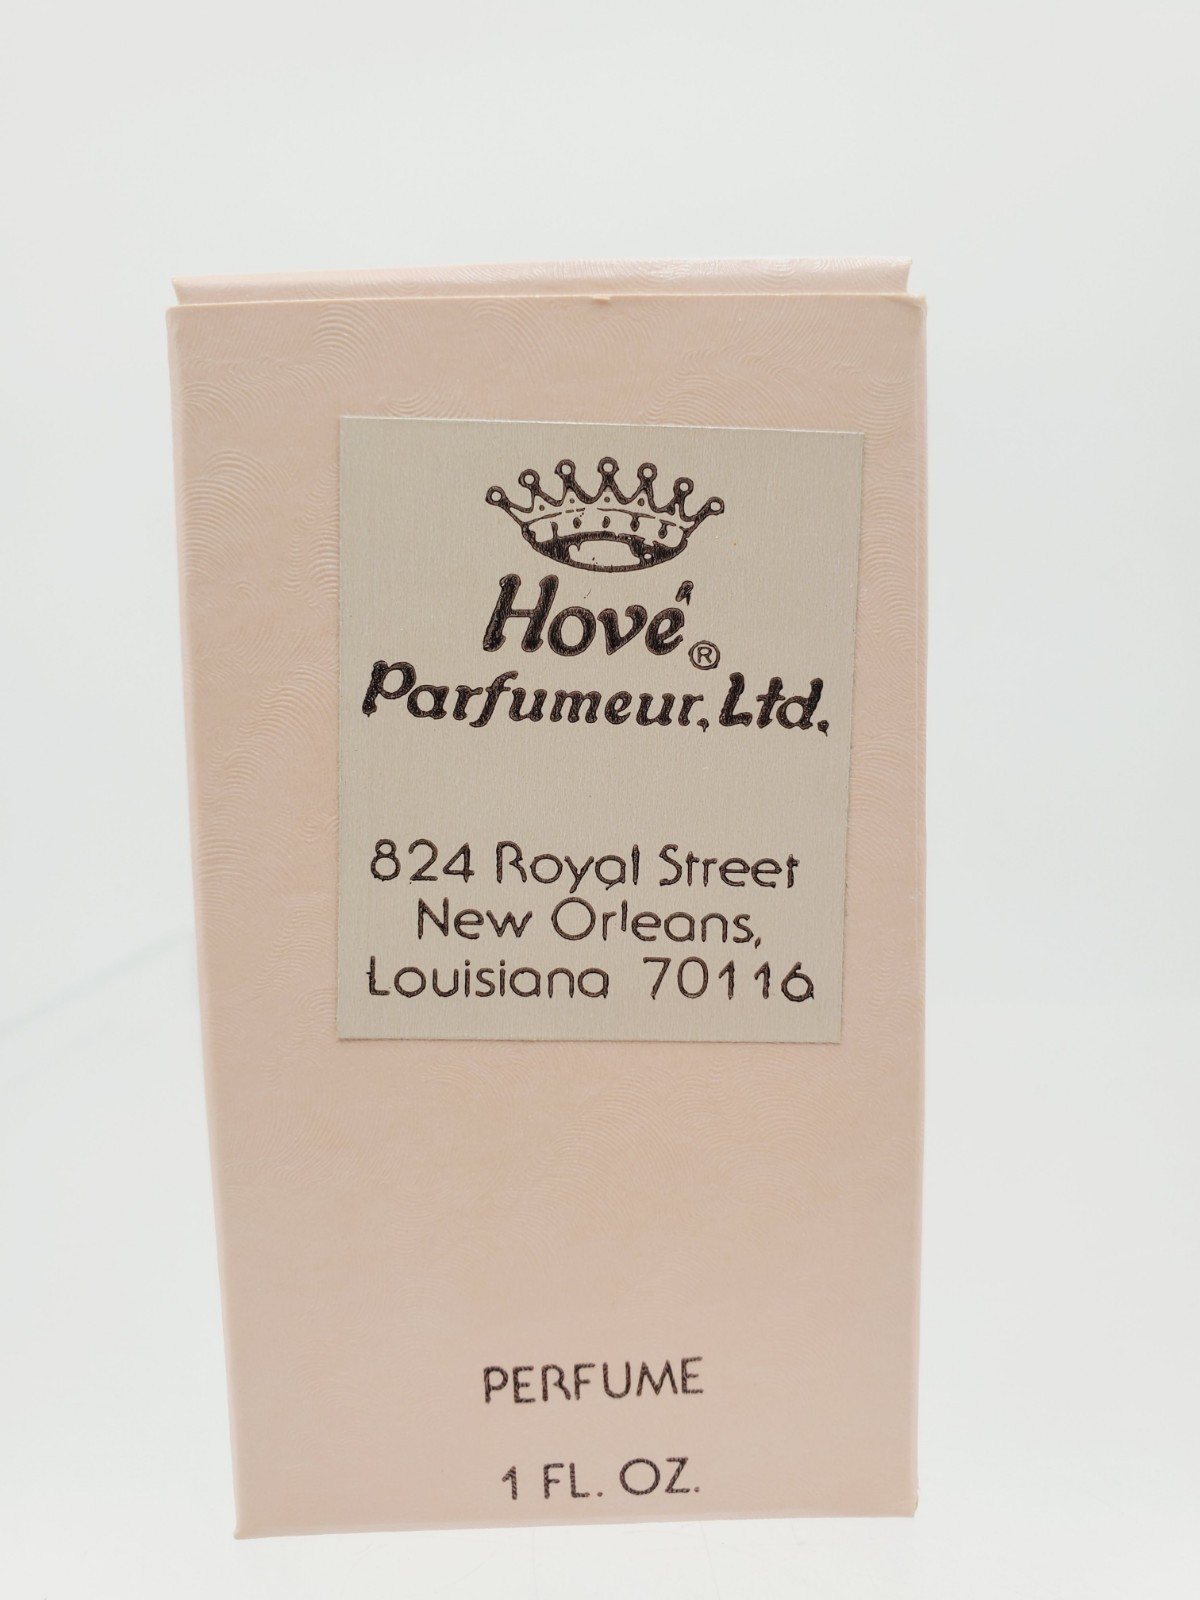 Hové®
Parfumeur, Ltd.
824 Royal Street
New Orleans,
Louisiana 70116
PERFUME
1 FL. OZ.